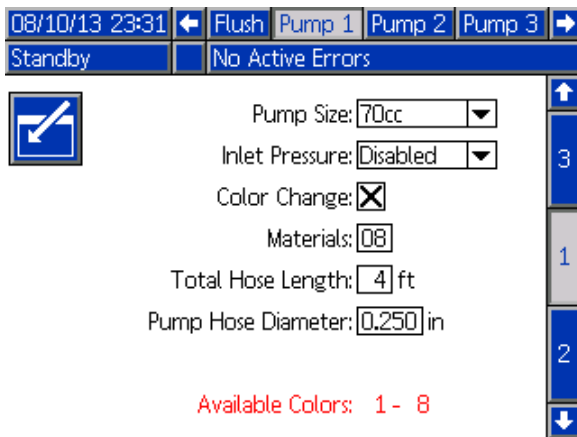 08/10/13 23:31 Flush Pump 1 Pump 2 Pump 3
Standby No Active Errors
Pump Size: 70cc
Inlet Pressure: Disabled
3
Color Change:
Materials: 08
1
Total Hose Length: 4 ft
Pump Hose Diameter: 0.250 in
2
Available Colors: 1 - 8